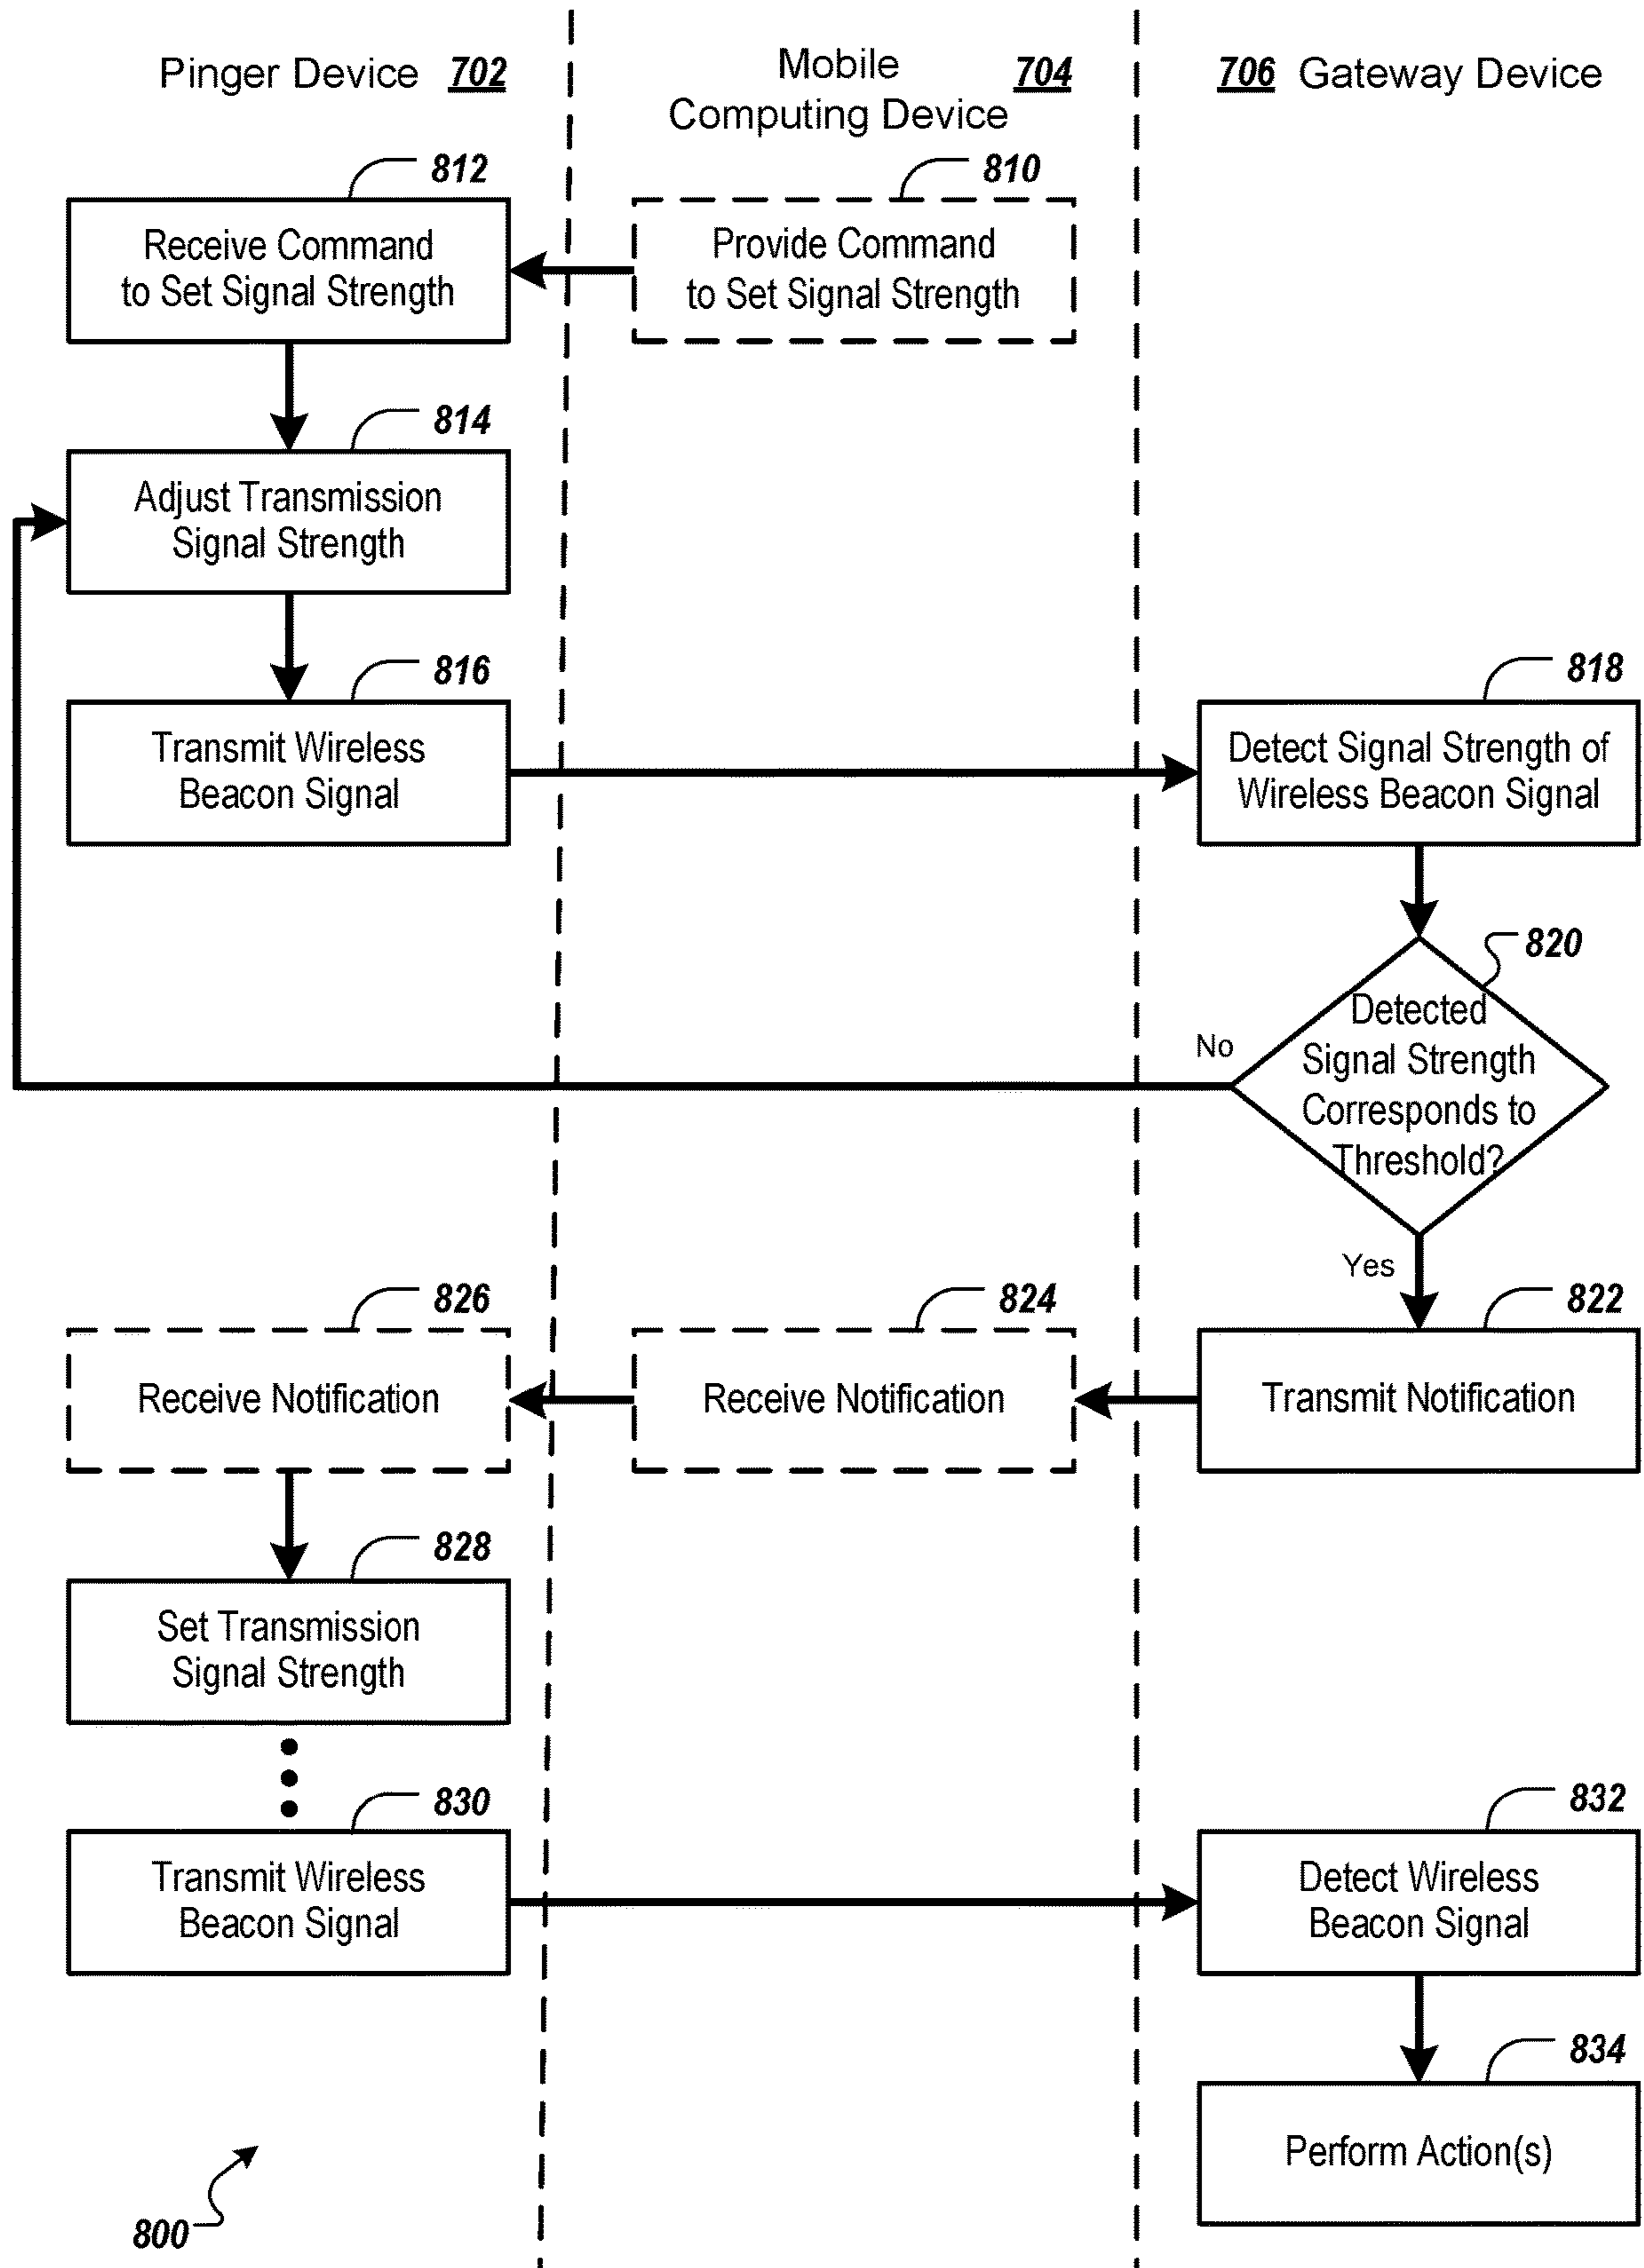 Pinger Device 702
Mobile
Computing Device 704
706 Gateway Device
812
Receive Command
to Set Signal Strength
810
Provide Command
to Set Signal Strength
814
Adjust Transmission
Signal Strength
816
Transmit Wireless
Beacon Signal
818
Detect Signal Strength of
Wireless Beacon Signal
820
Detected
Signal Strength
Corresponds to
Threshold?
No
Yes
826
Receive Notification
824
Receive Notification
822
Transmit Notification
828
Set Transmission
Signal Strength
830
Transmit Wireless
Beacon Signal
832
Detect Wireless
Beacon Signal
834
Perform Action(s)
800